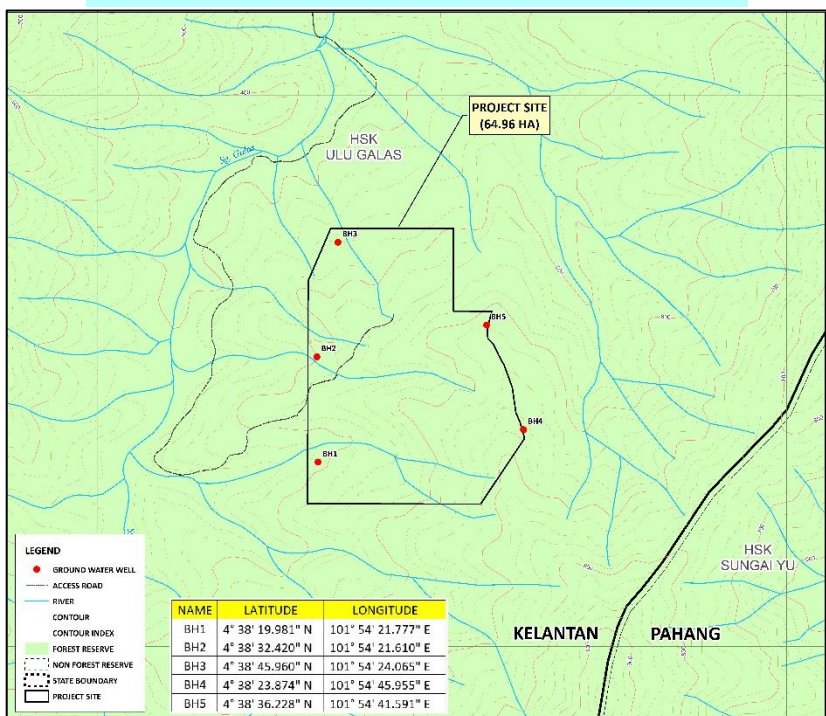 PROJECT SITE
(64.96 HA)
HSK
ULU GALAS
Sg. Galas
400
BH3
BH5
BH2
BH4
BH1
HSK
SUNGAI YU
KELANTAN
PAHANG
LEGEND
GROUND WATER WELL
ACCESS ROAD
RIVER
CONTOUR
CONTOUR INDEX
FOREST RESERVE
NON FOREST RESERVE
STATE BOUNDARY
PROJECT SITE
NAME LATITUDE LONGITUDE
BH1 4° 38' 19.981" N 101° 54' 21.777" E
BH2 4° 38' 32.420" N 101° 54' 21.610" E
BH3 4° 38' 45.960" N 101° 54' 24.065" E
BH4 4° 38' 23.874" N 101° 54' 45.955" E
BH5 4° 38' 36.228" N 101° 54' 41.591" E